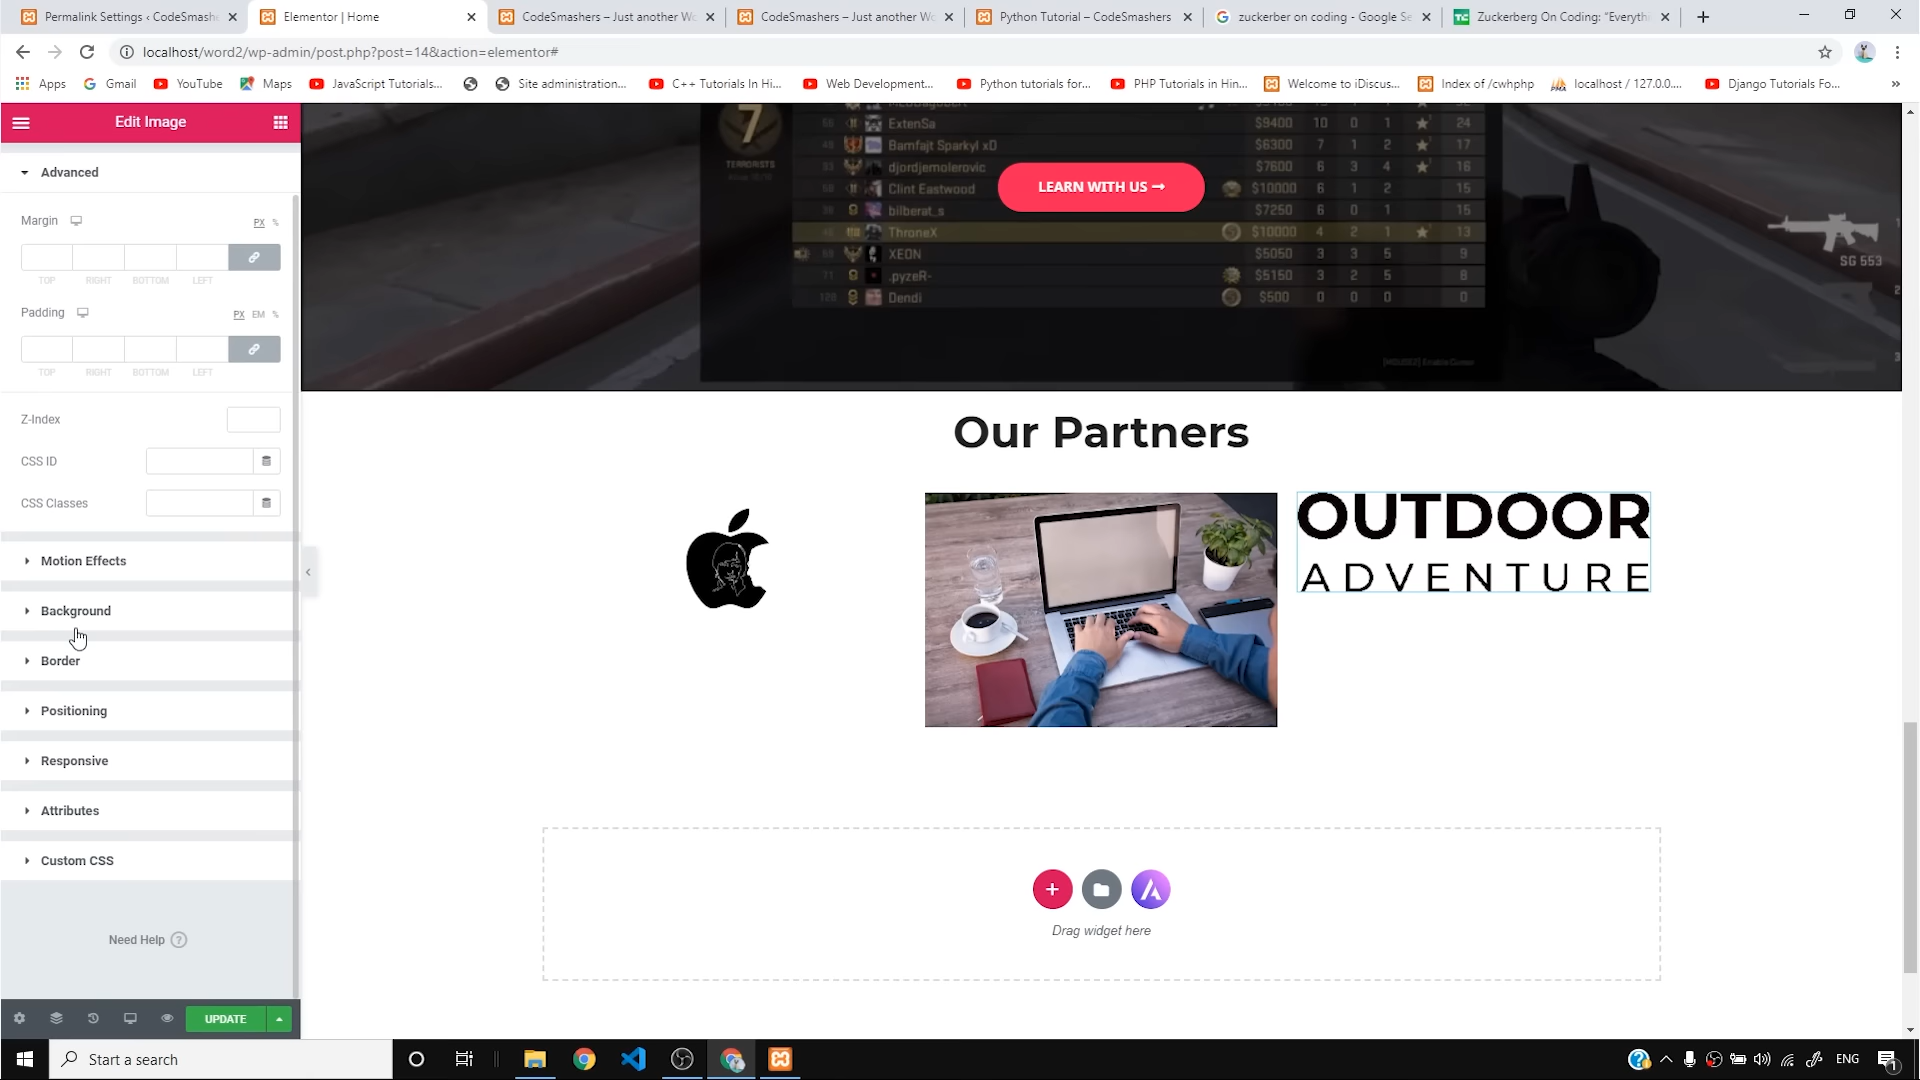 Permalink Settings ‹ CodeSmashe
Elementor | Home
CodeSmashers – Just another Wo
CodeSmashers – Just another Wo
Python Tutorial – CodeSmashers
zuckerber on coding - Google Se
Zuckerberg On Coding: "Everythi
localhost/word2/wp-admin/post.php?post=14&action=elementor#
Apps
Gmail
YouTube
Maps
JavaScript Tutorials...
Site administration...
C++ Tutorials In Hi...
Web Development...
Python tutorials for...
PHP Tutorials in Hin...
Welcome to iDiscus...
Index of /cwhphp
localhost / 127.0.0....
Django Tutorials Fo...
»
Edit Image
Advanced
Margin
PX %
TOP RIGHT BOTTOM LEFT
Padding
PX EM %
TOP RIGHT BOTTOM LEFT
Z-Index
CSS ID
CSS Classes
Motion Effects
Background
Border
Positioning
Responsive
Attributes
Custom CSS
Need Help ?
UPDATE
7
TERRORISTS
ExtenSa $9400 10 0 1 24
Bamfajt Sparkyl xD $6300 7 1 2 17
djordjemolerovic $7600 6 3 4 16
Clint Eastwood $10000 6 1 2 15
bilberat_s $7250 6 0 1 15
ThroneX $10000 4 2 1 13
XEON $5050 3 3 5 9
71 .pyzeR- $5150 3 2 5 8
120 Dendi $500 0 0 0 0
LEARN WITH US
SG 553
Our Partners
OUTDOOR
ADVENTURE
Drag widget here
Start a search
ENG
1